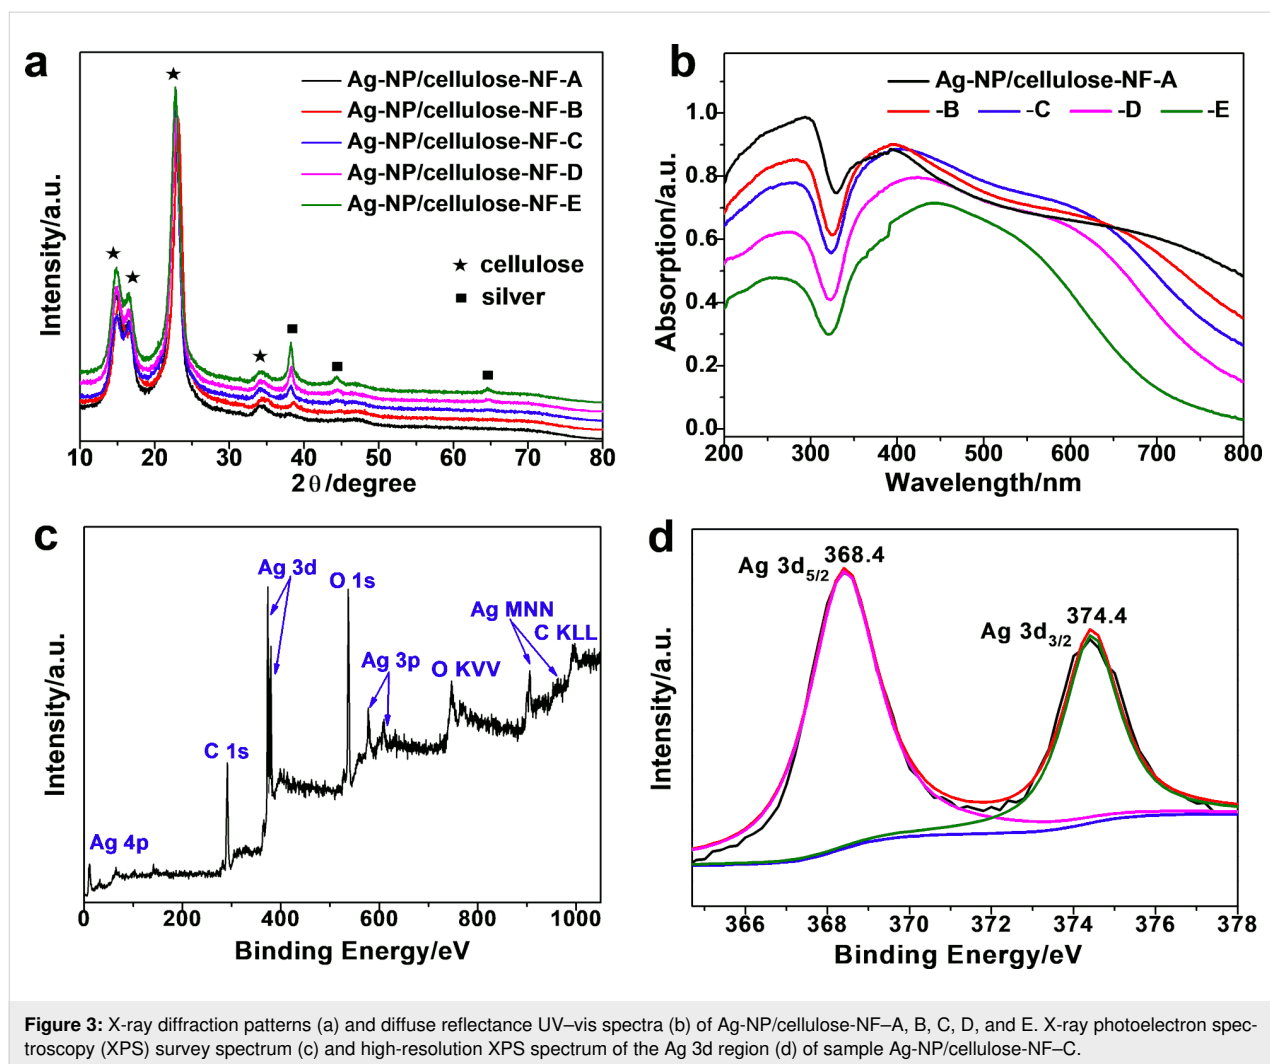 a
Ag-NP/cellulose-NF-A
Ag-NP/cellulose-NF-B
Ag-NP/cellulose-NF-C
Ag-NP/cellulose-NF-D
Ag-NP/cellulose-NF-E
★ cellulose
■ silver
Intensity/a.u.
10 20 30 40 50 60 70 80
2θ/degree
b
Ag-NP/cellulose-NF-A
-B -C -D -E
1.0
0.8
0.6
0.4
0.2
0.0
Absorption/a.u.
200 300 400 500 600 700 800
Wavelength/nm
c
Ag 3d
O 1s
Ag MNN
C KLL
Ag 3p
O KVV
C 1s
Ag 4p
Intensity/a.u.
0 200 400 600 800 1000
Binding Energy/eV
d
368.4
Ag 3d5/2
374.4
Ag 3d3/2
Intensity/a.u.
366 368 370 372 374 376 378
Binding Energy/eV
Figure 3: X-ray diffraction patterns (a) and diffuse reflectance UV–vis spectra (b) of Ag-NP/cellulose-NF–A, B, C, D, and E. X-ray photoelectron spec-
troscopy (XPS) survey spectrum (c) and high-resolution XPS spectrum of the Ag 3d region (d) of sample Ag-NP/cellulose-NF–C.